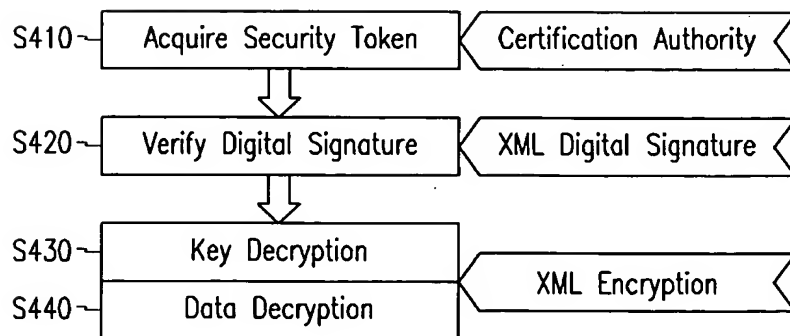 S410 Acquire Security Token Certification Authority
S420 Verify Digital Signature XML Digital Signature
S430 Key Decryption
XML Encryption
S440 Data Decryption